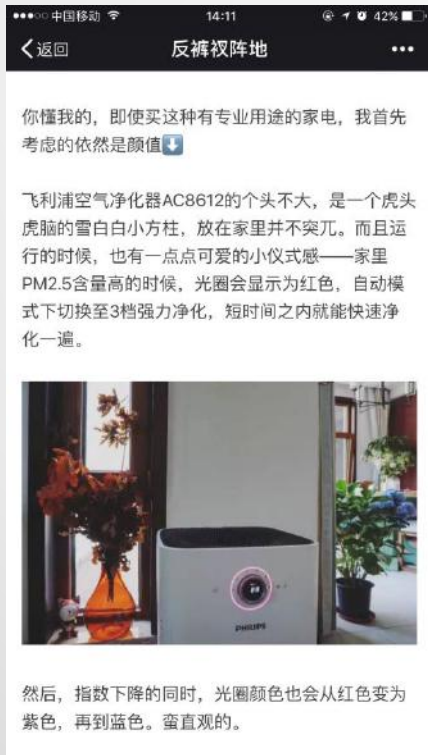 中国移动 14:11 42%
返回 反裤衩阵地
你懂我的，即使买这种有专业用途的家电，我首先
考虑的依然是颜值⬇️
飞利浦空气净化器AC8612的个头不大，是一个虎头
虎脑的雪白白小方柱，放在家里并不突兀。而且运
行的时候，也有一点点可爱的小仪式感——家里
PM2.5含量高的时候，光圈会显示为红色，自动模
式下切换至3档强力净化，短时间之内就能快速净
化一遍。
PHILIPS
然后，指数下降的同时，光圈颜色也会从红色变为
紫色，再到蓝色。蛮直观的。